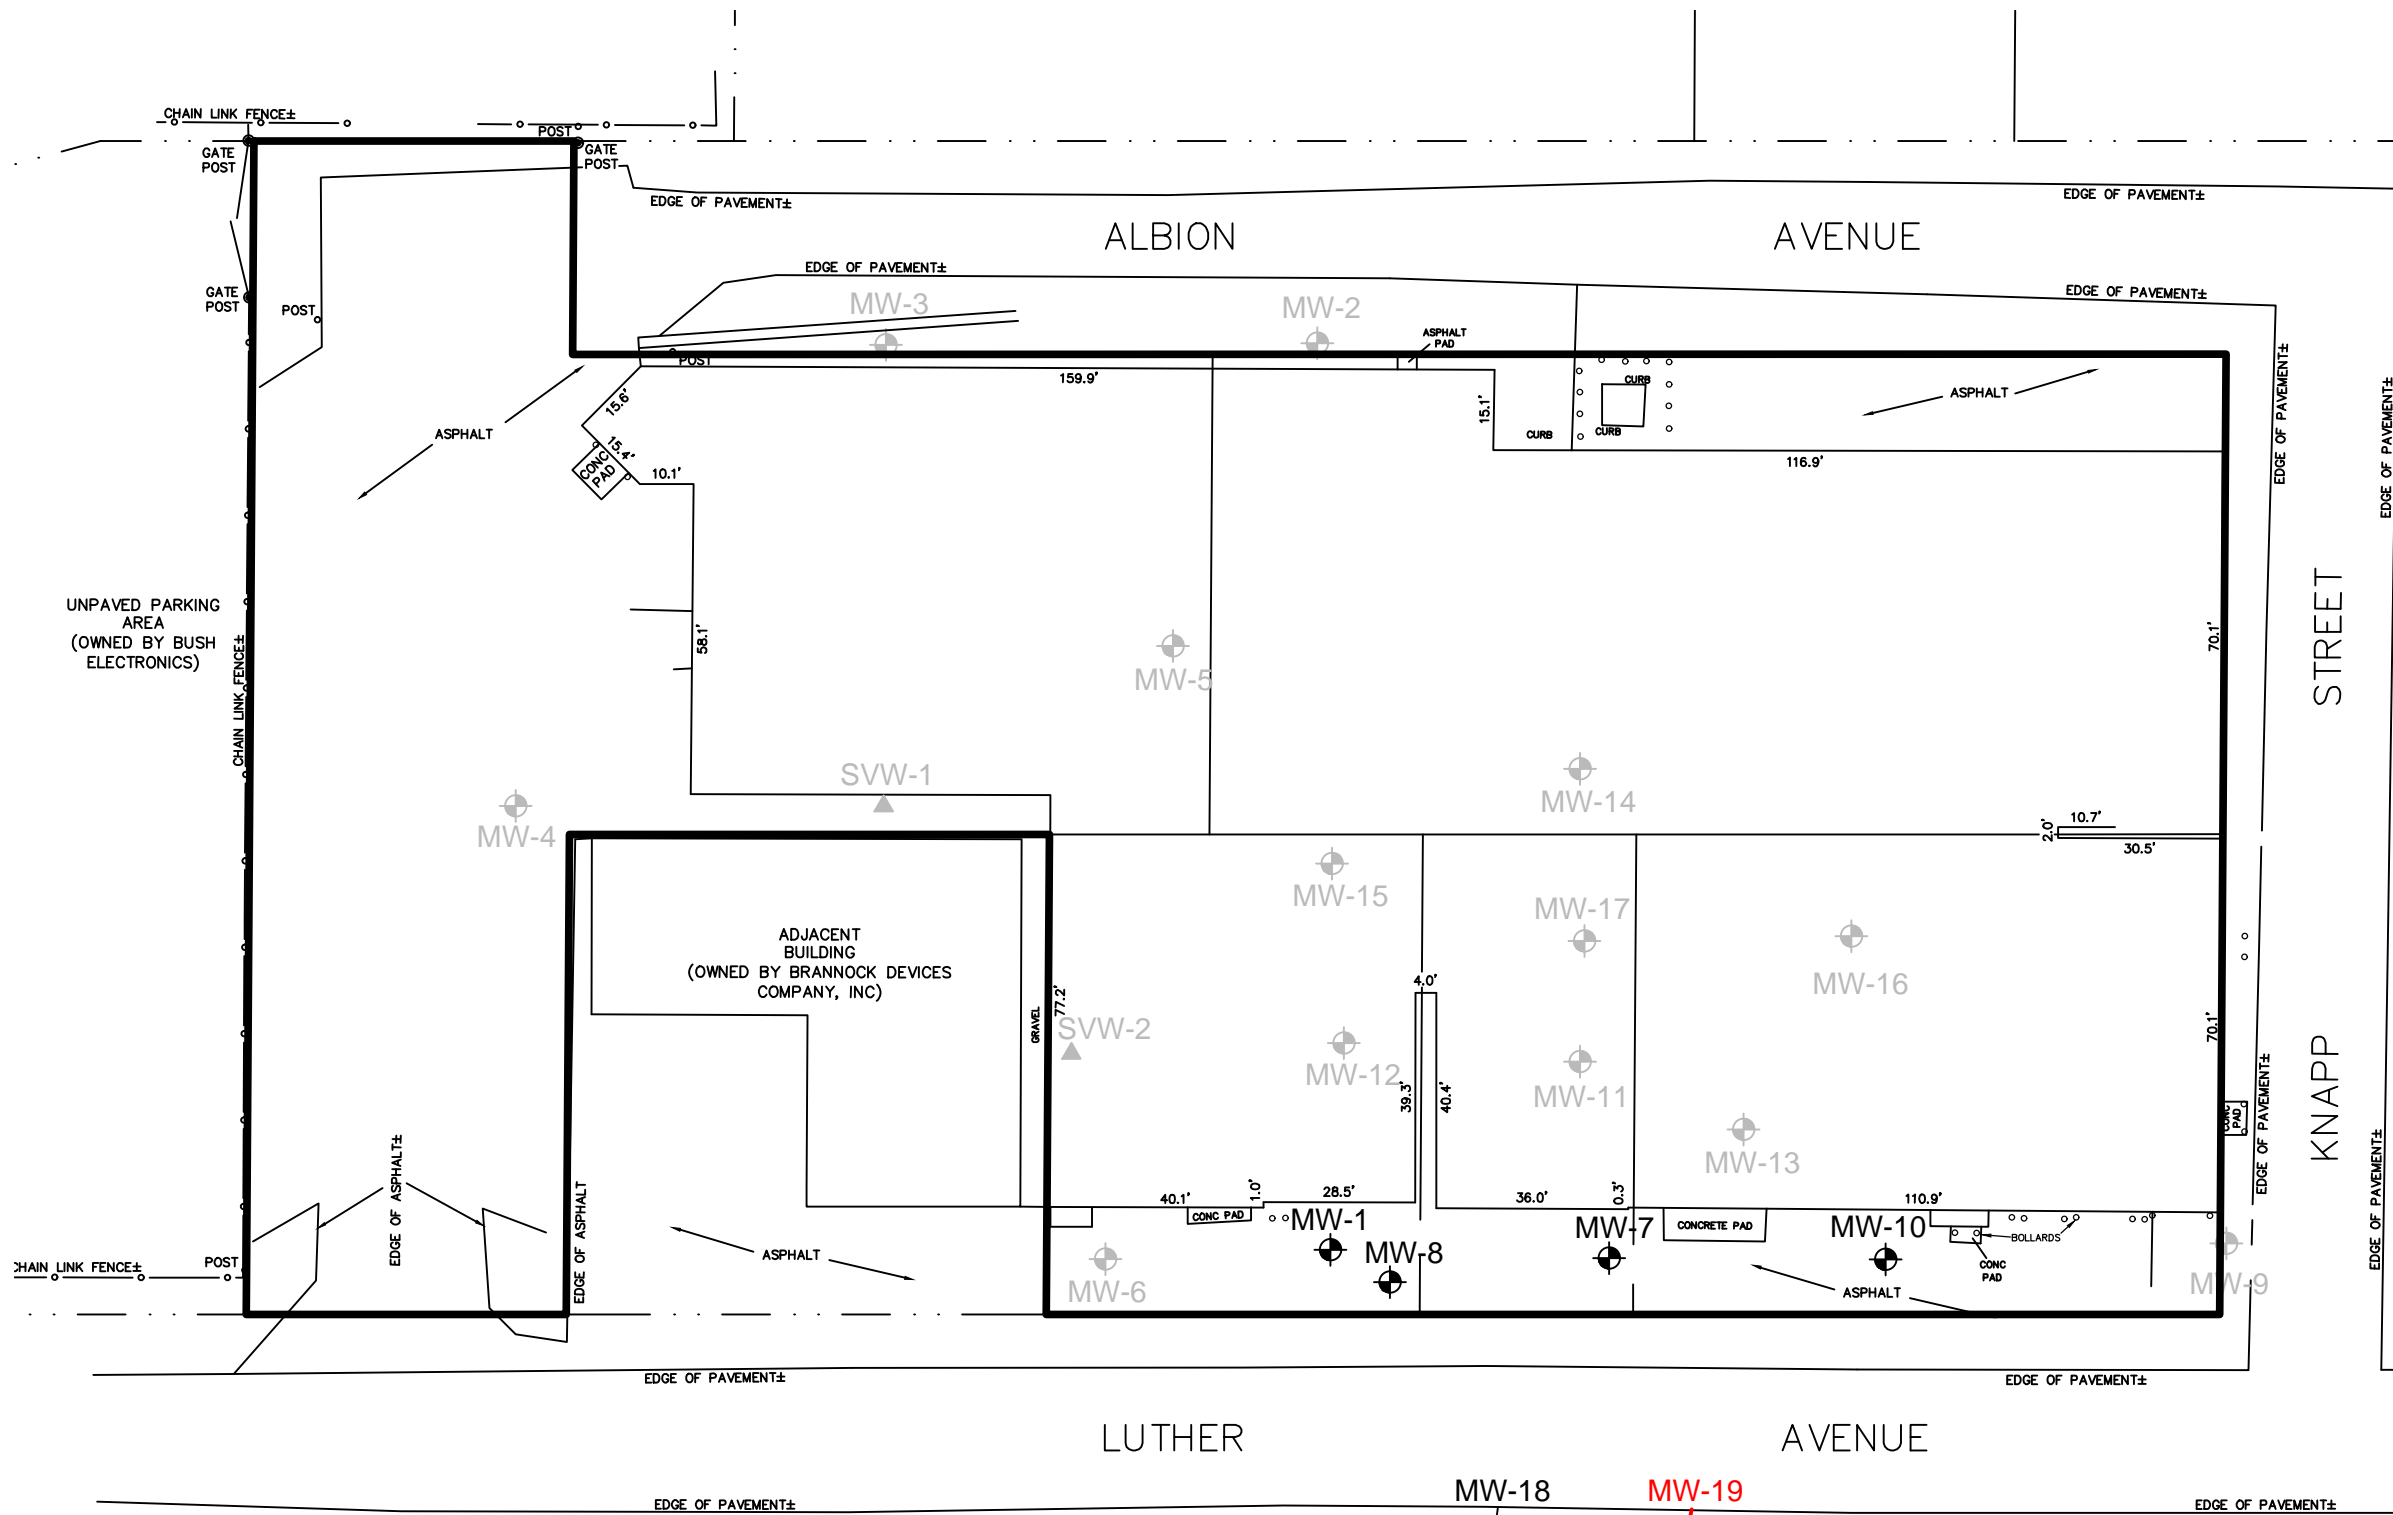 CHAIN LINK FENCE±
POST
GATE
POST
GATE
POST
EDGE OF PAVEMENT±
EDGE OF PAVEMENT±
ALBION AVENUE
EDGE OF PAVEMENT±
EDGE OF PAVEMENT±
GATE
POST
POST
MW-3
MW-2
ASPHALT
PAD
POST
159.9'
15.6'
15.1'
CURB
CURB
CURB
ASPHALT
ASPHALT
15.4'
CONC
PAD
10.1'
116.9'
EDGE OF PAVEMENT±
EDGE OF PAVEMENT±
UNPAVED PARKING
AREA
(OWNED BY BUSH
ELECTRONICS)
CHAIN LINK FENCE±
58.1'
MW-5
70.1'
STREET
SVW-1
MW-4
MW-14
10.7'
2.0'
30.5'
MW-15
MW-17
ADJACENT
BUILDING
(OWNED BY BRANNOCK DEVICES
COMPANY, INC)
MW-16
4.0'
77.2'
GRAVEL
SVW-2
MW-12
39.3'
40.4'
MW-11
70.1'
KNAPP
CONC
PAD
EDGE OF PAVEMENT±
EDGE OF PAVEMENT±
MW-13
EDGE OF ASPHALT±
EDGE OF ASPHALT
40.1'
1.0'
28.5'
36.0'
0.3'
110.9'
CONC PAD
MW-1
MW-7
CONCRETE PAD
MW-10
BOLLARDS
MW-8
ASPHALT
CONC
PAD
CHAIN LINK FENCE±
POST
MW-6
ASPHALT
MW-9
EDGE OF PAVEMENT±
EDGE OF PAVEMENT±
LUTHER AVENUE
MW-18
MW-19
EDGE OF PAVEMENT±
EDGE OF PAVEMENT±